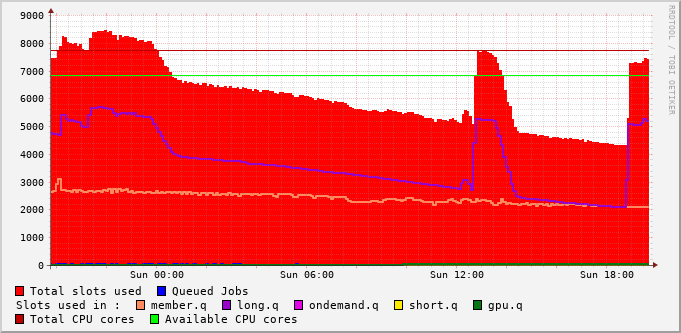 9000
8000
7000
6000
5000
4000
3000
2000
1000
0
Sun 00:00 Sun 06:00 Sun 12:00 Sun 18:00
Total slots used Queued Jobs
Slots used in : member.q long.q ondemand.q short.q gpu.q
Total CPU cores Available CPU cores
RRDTOOL / TOBI OETIKER